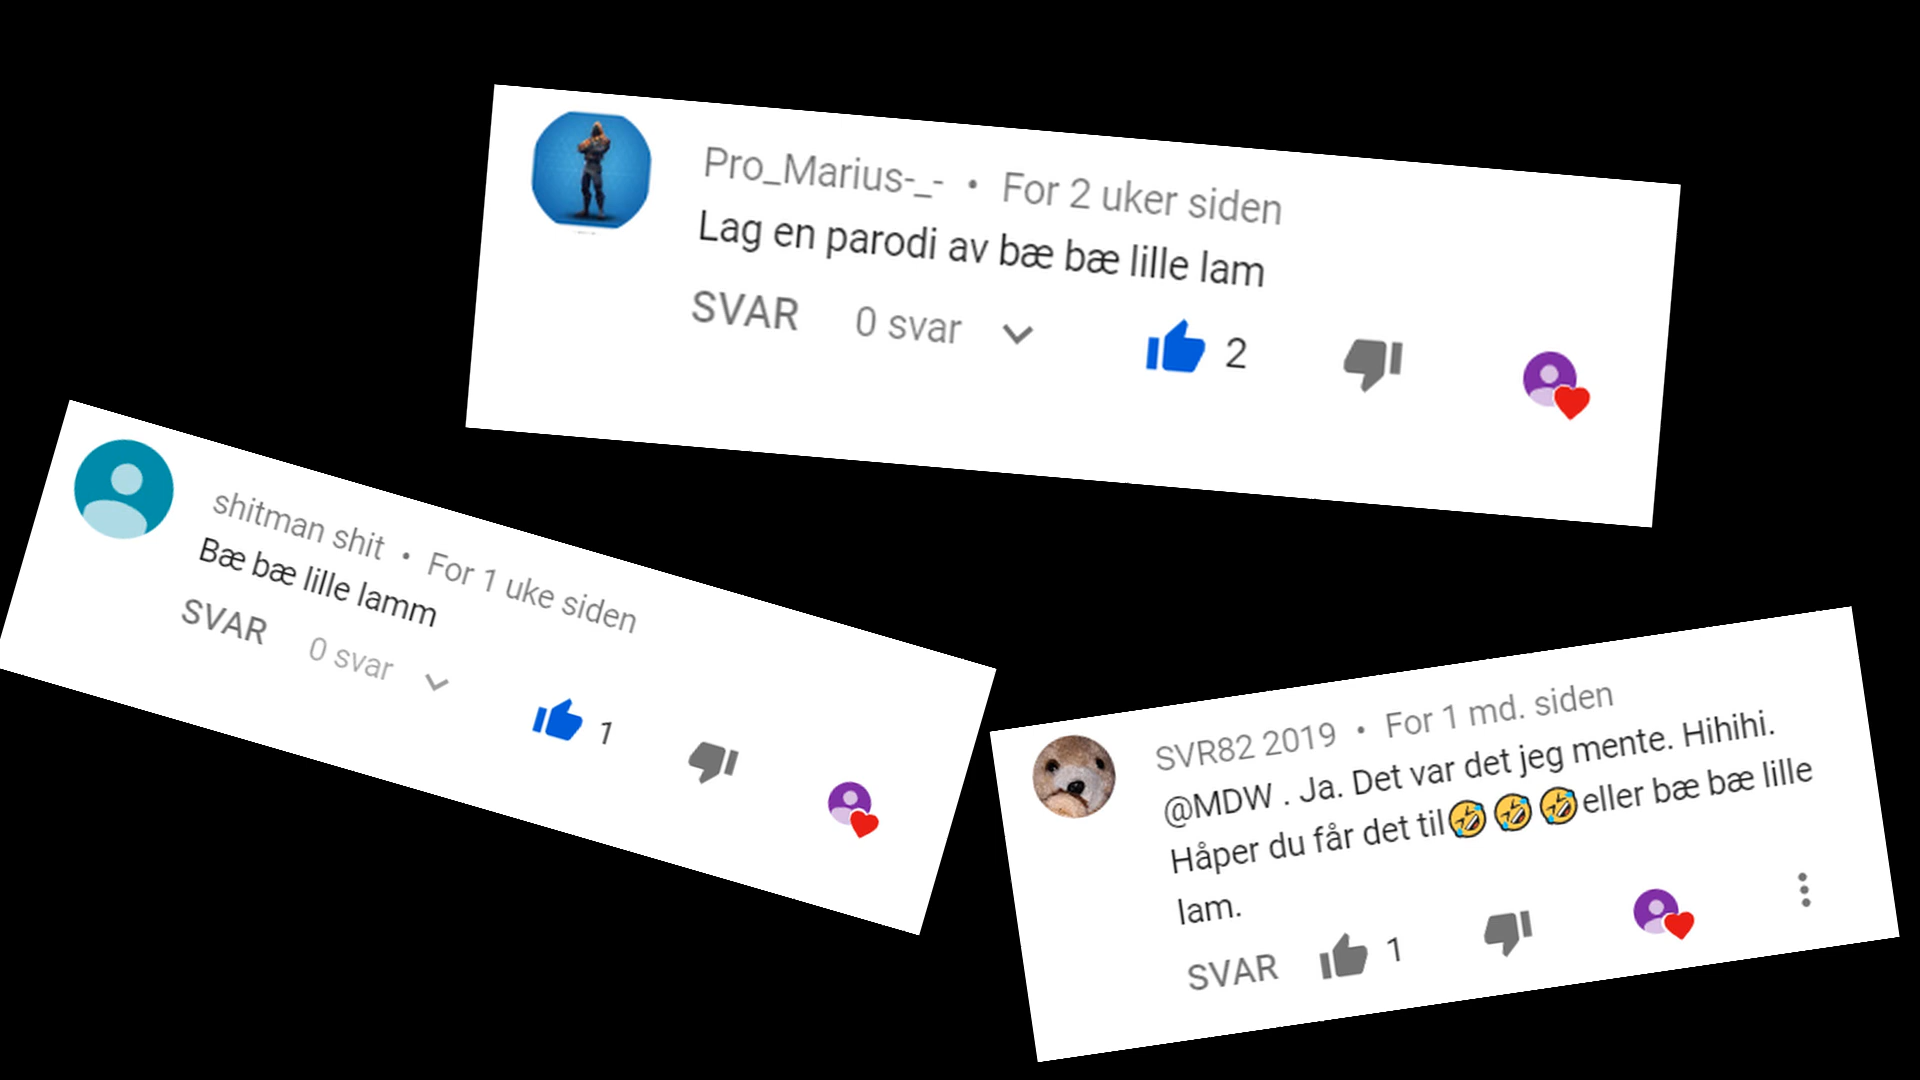 Pro_Marius-_- • For 2 uker siden
Lag en parodi av bæ bæ lille lam
SVAR 0 svar 2
shitman shit • For 1 uke siden
Bæ bæ lille lamm
SVAR 0 svar 1
SVR82 2019 • For 1 md. siden
@MDW . Ja. Det var det jeg mente. Hihihi.
Håper du får det til🤣🤣🤣eller bæ bæ lille
lam.
SVAR 1